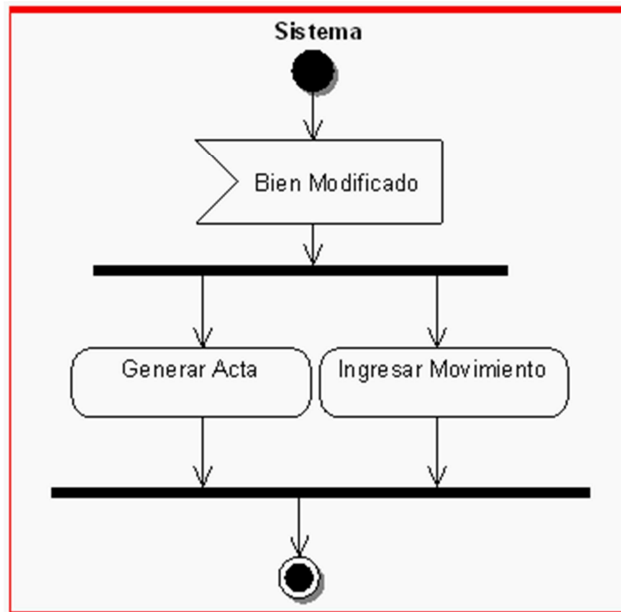 Sistema
Bien Modificado
Generar Acta
Ingresar Movimiento